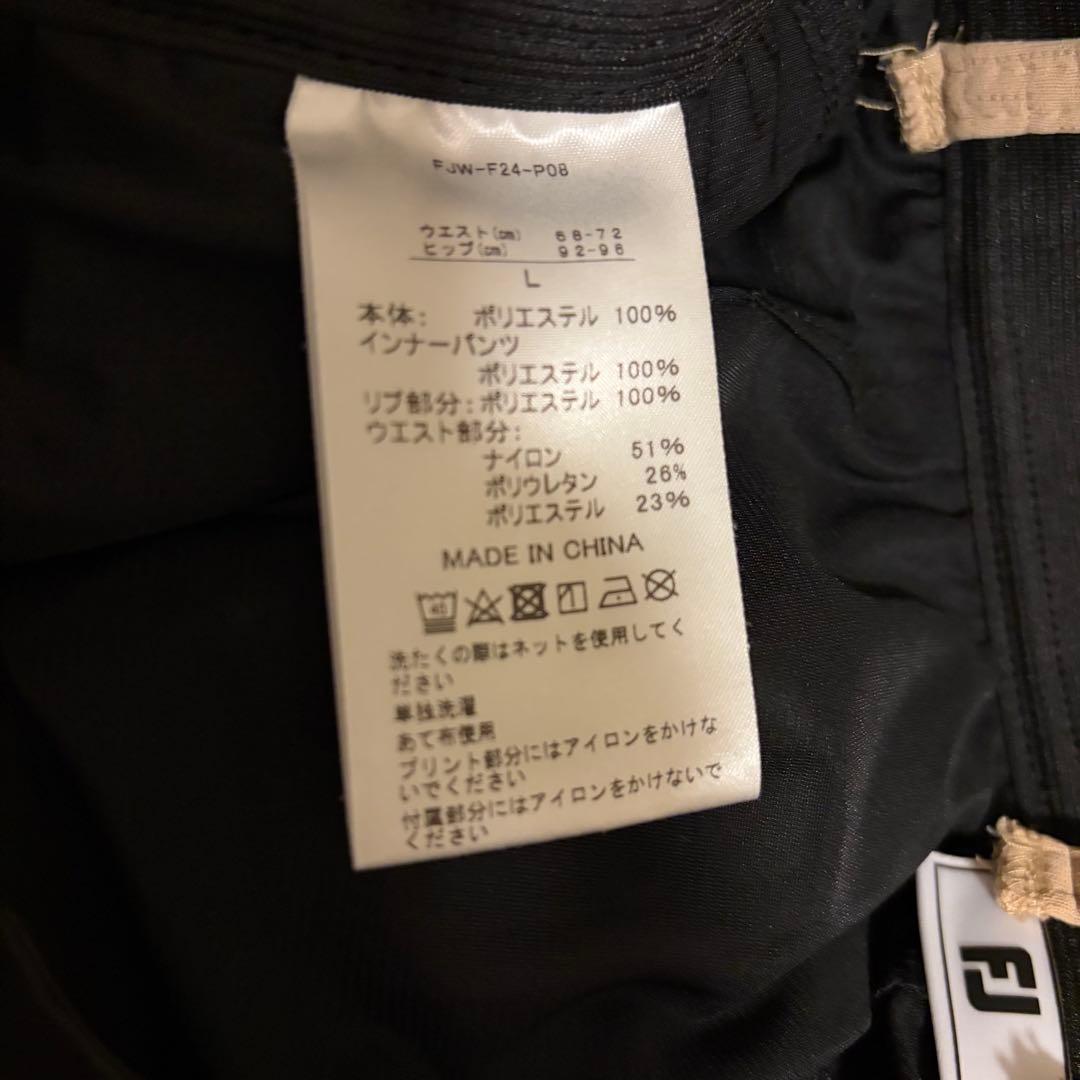 FJW-F24-P08
ウエスト(cm) 68-72
ヒップ(cm) 92-98
L
本体: ポリエステル 100%
インナーパンツ
ポリエステル 100%
リブ部分:ポリエステル 100%
ウエスト部分:
ナイロン 51%
ポリウレタン 26%
ポリエステル 23%
MADE IN CHINA
40
洗たくの際はネットを使用してく
ださい
単独洗濯
あて布使用
プリント部分にはアイロンをかけな
いでください
付属部分にはアイロンをかけないで
ください
FJ